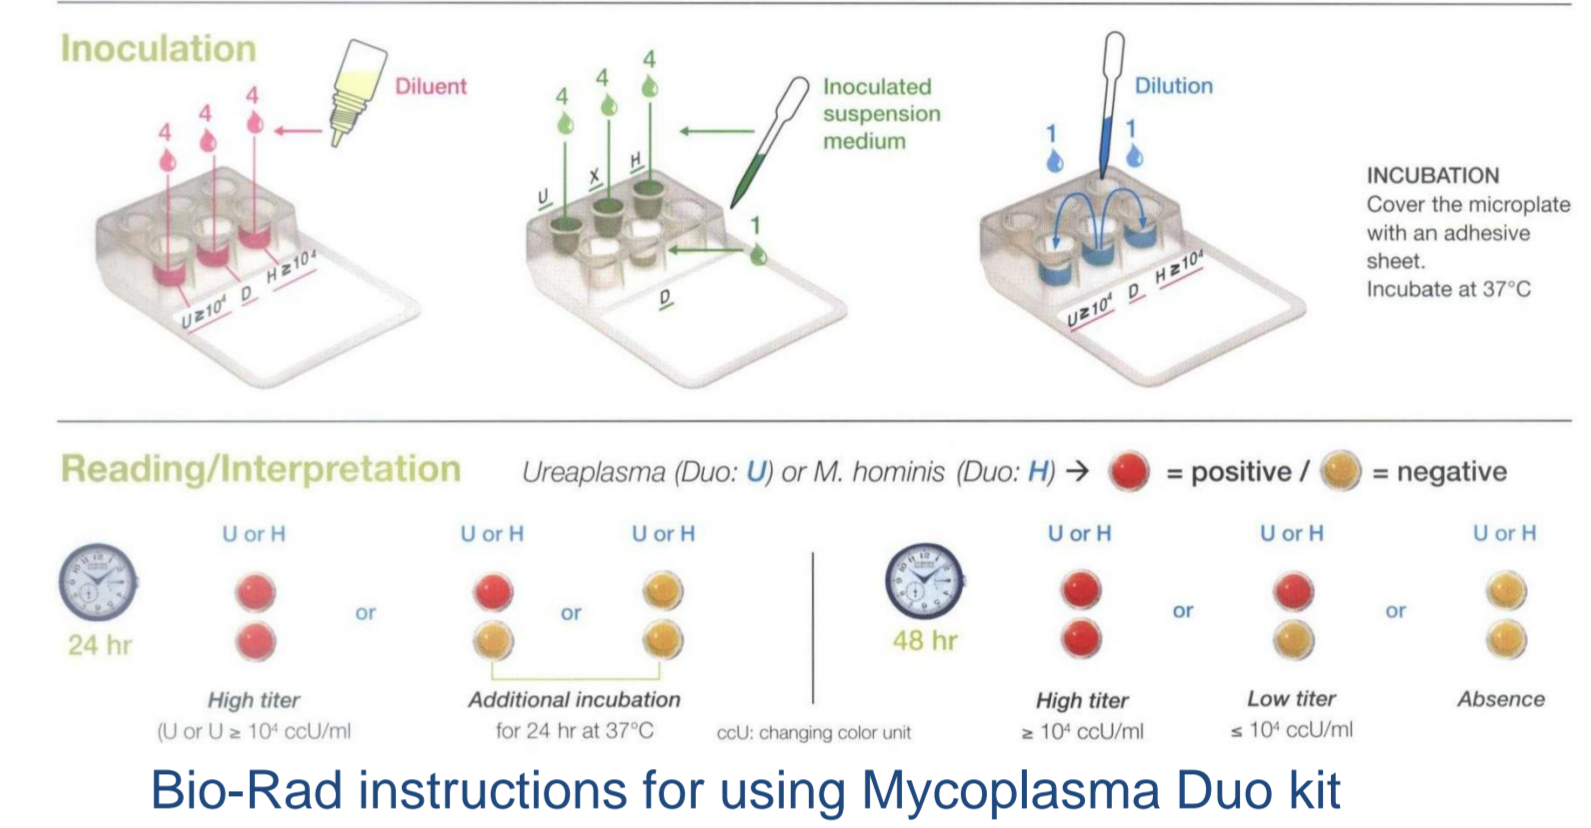 Inoculation
4
4
4
Diluent
U≥10⁴ D H≥10⁴
4
4
4
Inoculated
suspension
medium
U
X
H
1
D
Dilution
1
1
U≥10⁴ D H≥10⁴
INCUBATION
Cover the microplate
with an adhesive
sheet.
Incubate at 37°C
Reading/Interpretation
Ureaplasma (Duo: U) or M. hominis (Duo: H) → = positive / = negative
24 hr
U or H
or
U or H
or
U or H
High titer
(U or U ≥ 10⁴ ccU/ml
Additional incubation
for 24 hr at 37°C
ccU: changing color unit
48 hr
U or H
or
U or H
or
U or H
High titer
≥ 10⁴ ccU/ml
Low titer
≤ 10⁴ ccU/ml
Absence
Bio-Rad instructions for using Mycoplasma Duo kit